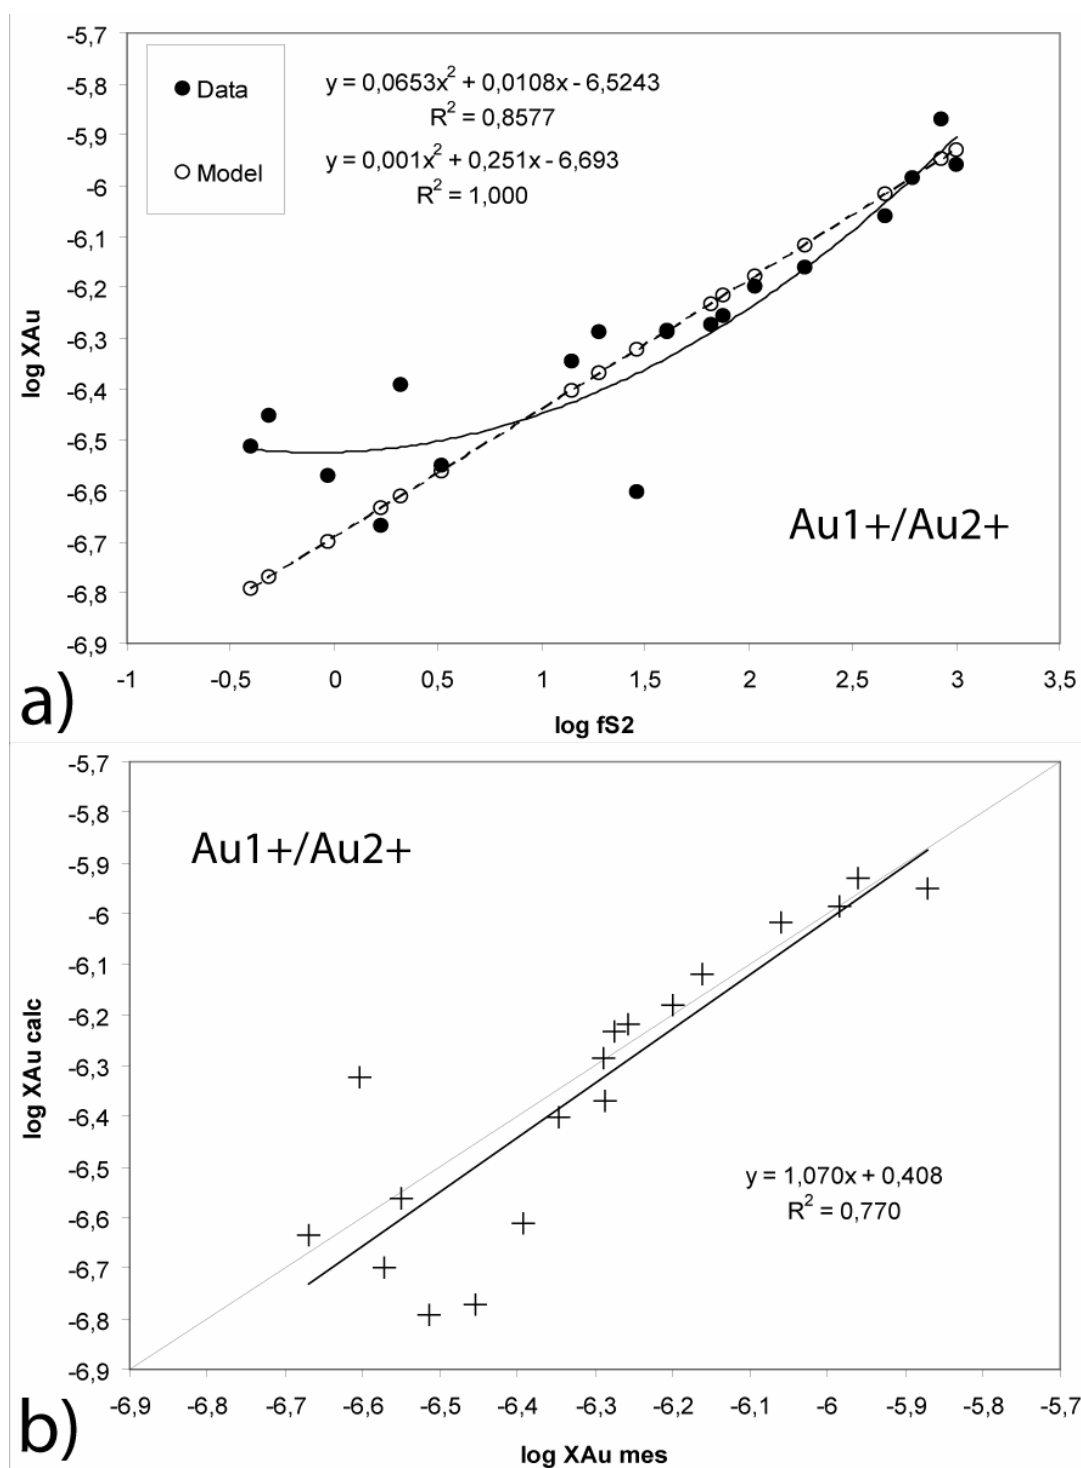 -5,7
-5,8
-5,9
-6
-6,1
-6,2
-6,3
-6,4
-6,5
-6,6
-6,7
-6,8
-6,9
log XAu
Data
Model
y = 0,0653x² + 0,0108x - 6,5243
R² = 0,8577
y = 0,001x² + 0,251x - 6,693
R² = 1,000
Au1+/Au2+
-1 -0,5 0 0,5 1 1,5 2 2,5 3 3,5
log fS2
a)
-5,7
-5,8
-5,9
-6
-6,1
-6,2
-6,3
-6,4
-6,5
-6,6
-6,7
-6,8
-6,9
log XAu calc
Au1+/Au2+
y = 1,070x + 0,408
R² = 0,770
-6,9 -6,8 -6,7 -6,6 -6,5 -6,4 -6,3 -6,2 -6,1 -6 -5,9 -5,8 -5,7
log XAu mes
b)